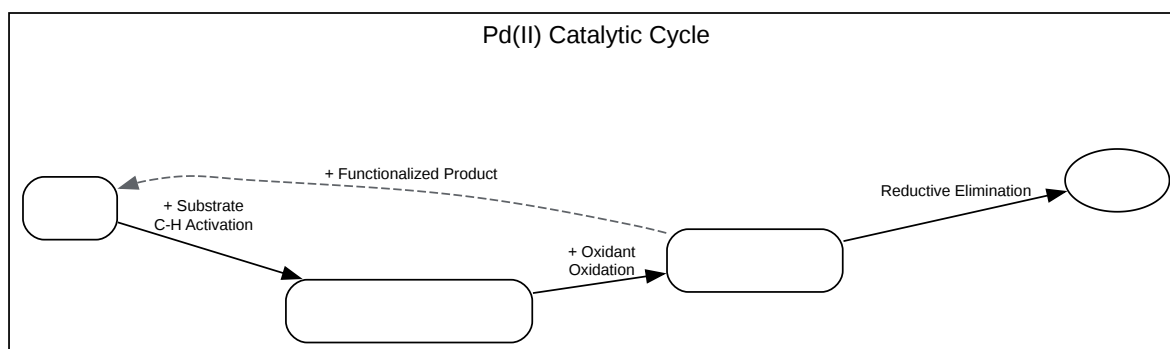 Pd(II) Catalytic Cycle
+ Functionalized Product
Reductive Elimination
+ Substrate
C-H Activation
+ Oxidant
Oxidation